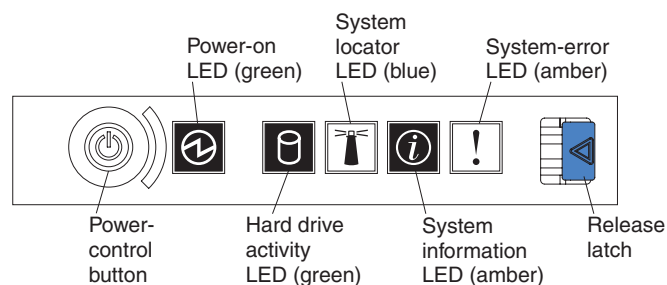 Power-on
LED (green)
System
locator
LED (blue)
System-error
LED (amber)
Power-
control
button
Hard drive
activity
LED (green)
System
information
LED (amber)
Release
latch